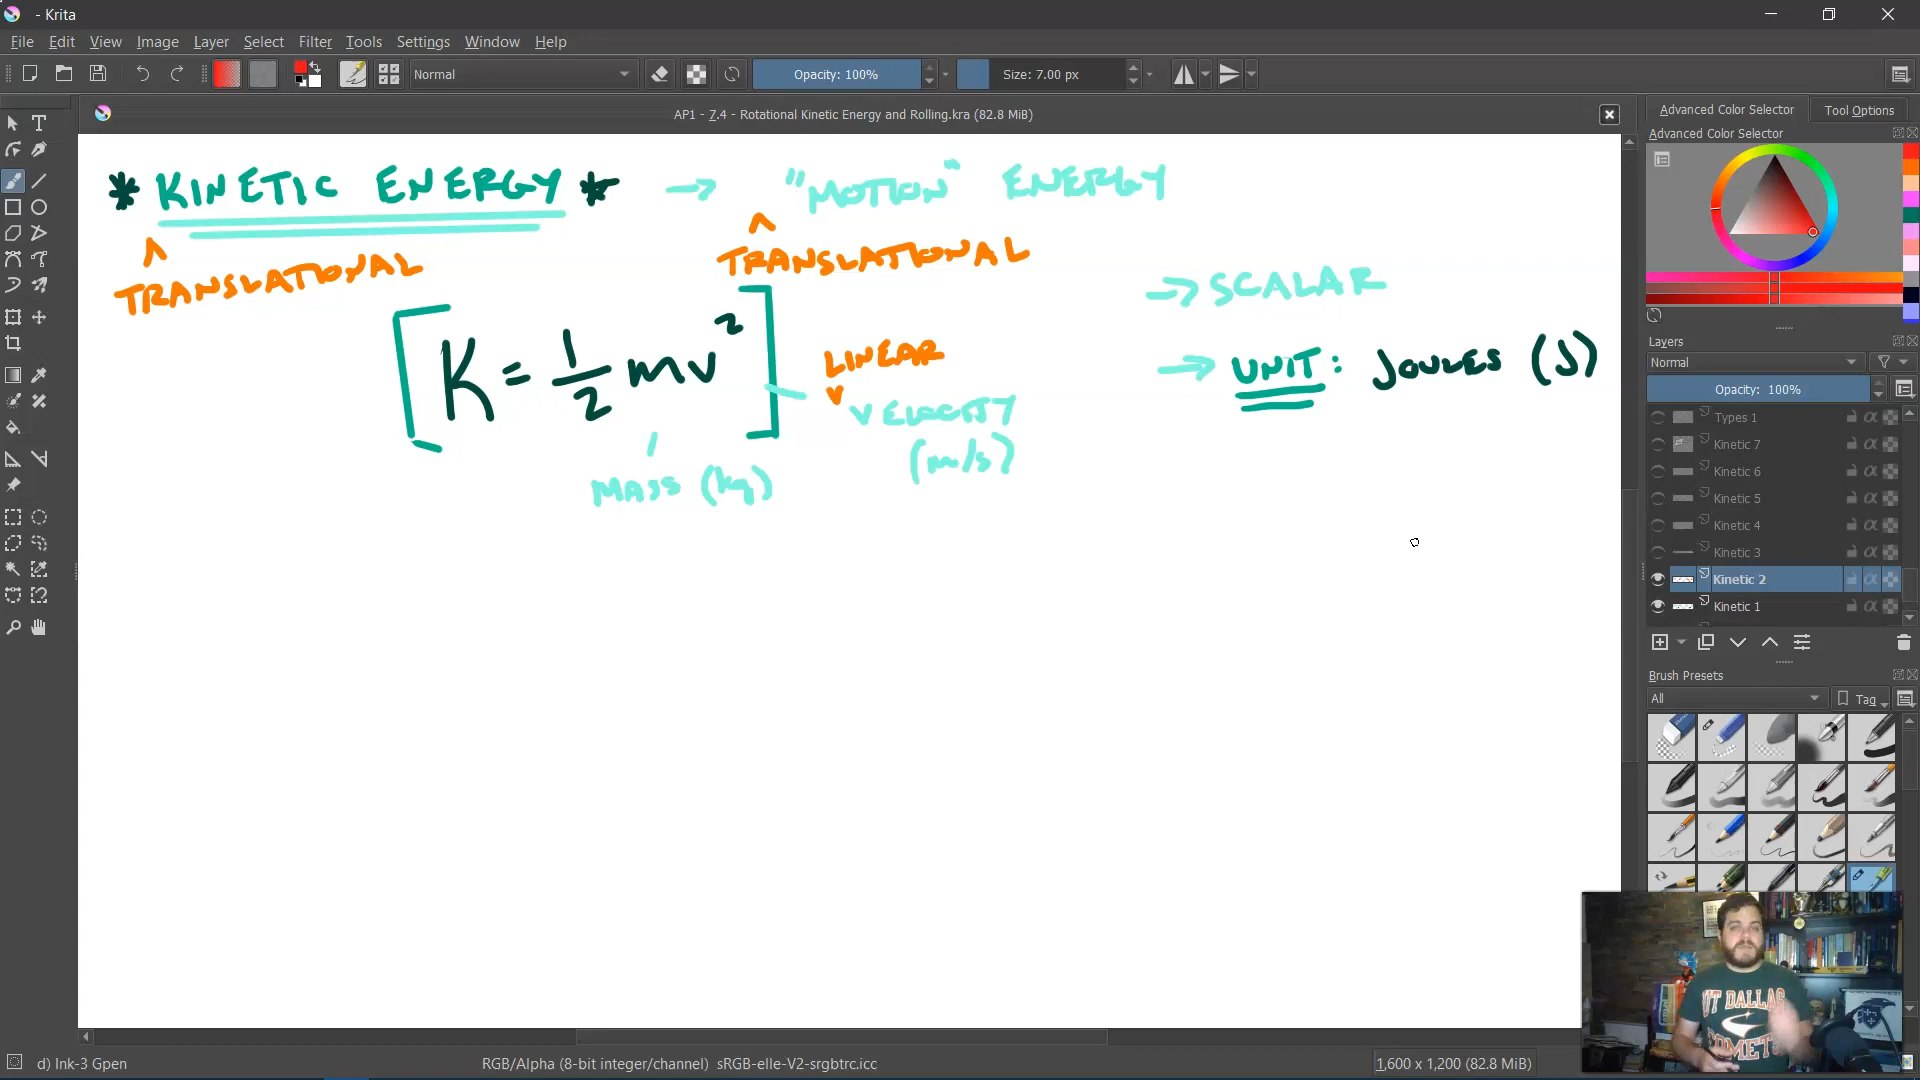 - Krita
File Edit View Image Layer Select Filter Tools Settings Window Help
Normal
Opacity: 100%
Size: 7.00 px
AP1 - 7.4 - Rotational Kinetic Energy and Rolling.kra (82.8 MiB)
* KINETIC ENERGY * → "MOTION" ENERGY
^ ^
TRANSLATIONAL TRANSLATIONAL
→ SCALAR
[K = 1/2 mv²]
LINEAR
v
VELOCITY
(m/s)
MASS (kg)
→ UNIT: JOULES (J)
Advanced Color Selector
Tool Options
Advanced Color Selector
Layers
Normal
Opacity: 100%
Types 1
Kinetic 7
Kinetic 6
Kinetic 5
Kinetic 4
Kinetic 3
Kinetic 2
Kinetic 1
Brush Presets
All
Tag
UT DALLAS
COMETS
d) Ink-3 Gpen
RGB/Alpha (8-bit integer/channel) sRGB-elle-V2-srgbtrc.icc
1,600 x 1,200 (82.8 MiB)